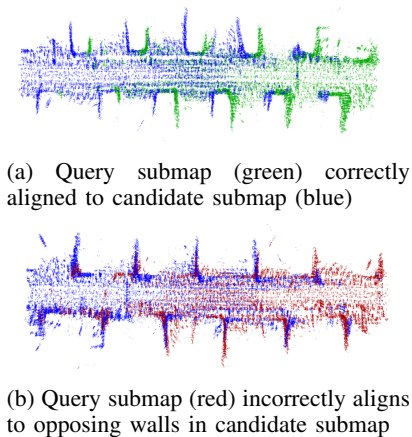 (a) Query submap (green) correctly
aligned to candidate submap (blue)
(b) Query submap (red) incorrectly aligns
to opposing walls in candidate submap